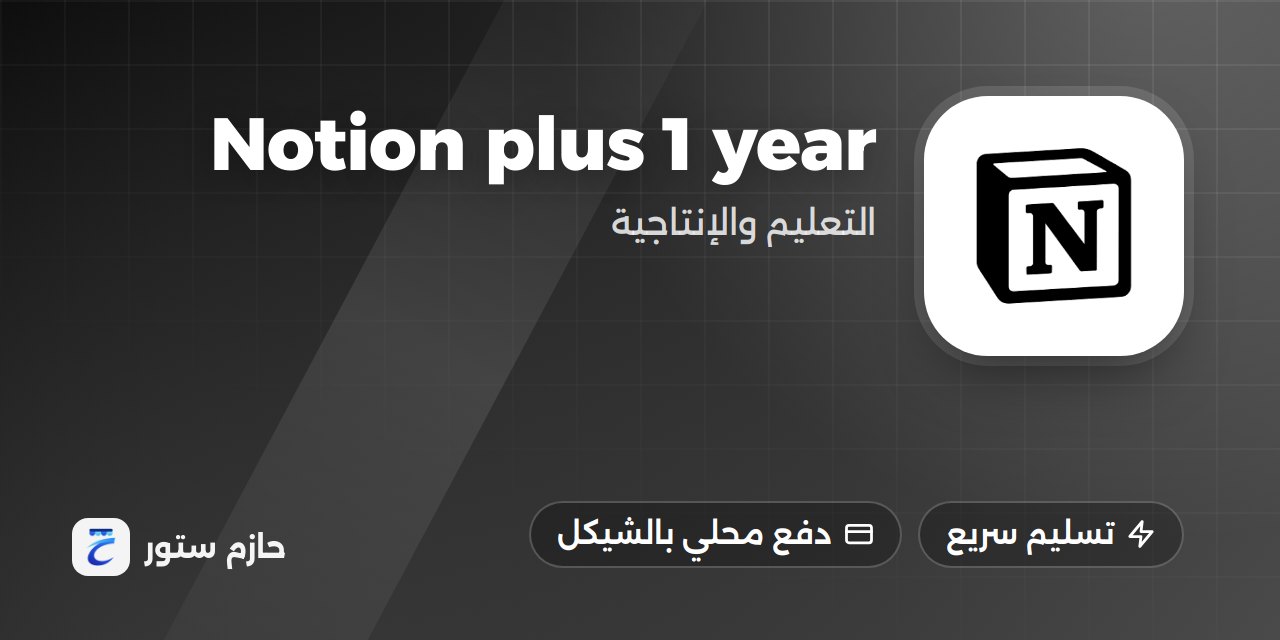 Notion plus 1 year
التعليم والإنتاجية
N
تسليم سريع
دفع محلي بالشيكل
حازم ستور